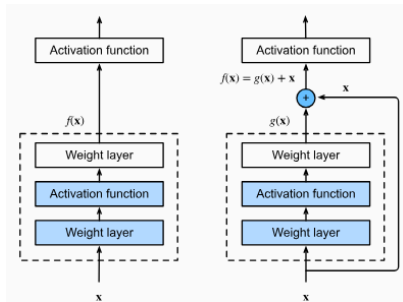 Activation function
f(x)
Weight layer
Activation function
Weight layer
x
Activation function
f(x) = g(x) + x
x
+
g(x)
Weight layer
Activation function
Weight layer
x